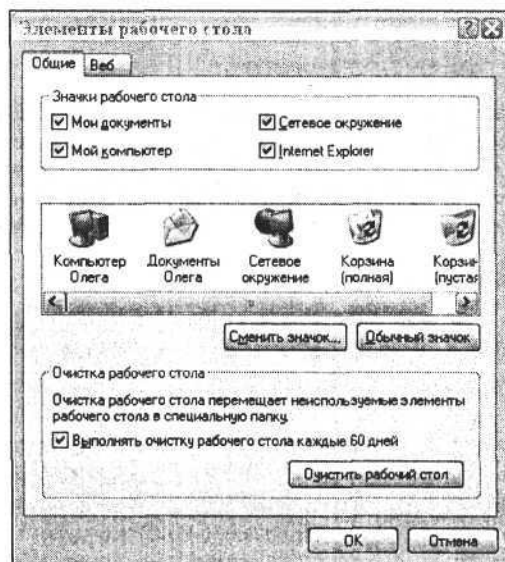 Элементы рабочего стола
Общие Веб
Значки рабочего стола
Мои документы Сетевое окружение
Мой компьютер Internet Explorer
Компьютер Олега Документы Олега Сетевое окружение Корзина (полная) Корзин (пустая
Сменить значок... Обычный значок
Очистка рабочего стола
Очистка рабочего стола перемещает неиспользуемые элементы
рабочего стола в специальную папку.
Выполнять очистку рабочего стола каждые 60 дней
Очистить рабочий стол
ОК Отмена